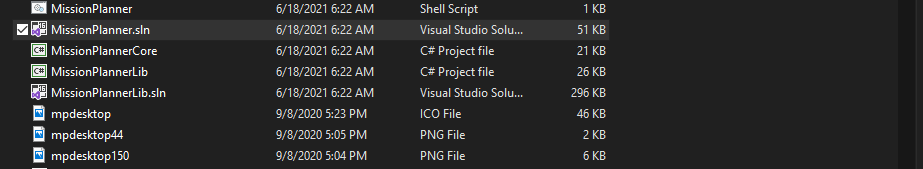 MissionPlanner 6/18/2021 6:22 AM Shell Script 1 KB
MissionPlanner.sln 6/18/2021 6:22 AM Visual Studio Solu... 51 KB
C# MissionPlannerCore 6/18/2021 6:22 AM C# Project file 21 KB
C# MissionPlannerLib 6/18/2021 6:22 AM C# Project file 26 KB
MissionPlannerLib.sln 6/18/2021 6:22 AM Visual Studio Solu... 296 KB
mpdesktop 9/8/2020 5:23 PM ICO File 46 KB
mpdesktop44 9/8/2020 5:05 PM PNG File 2 KB
mpdesktop150 9/8/2020 5:04 PM PNG File 6 KB